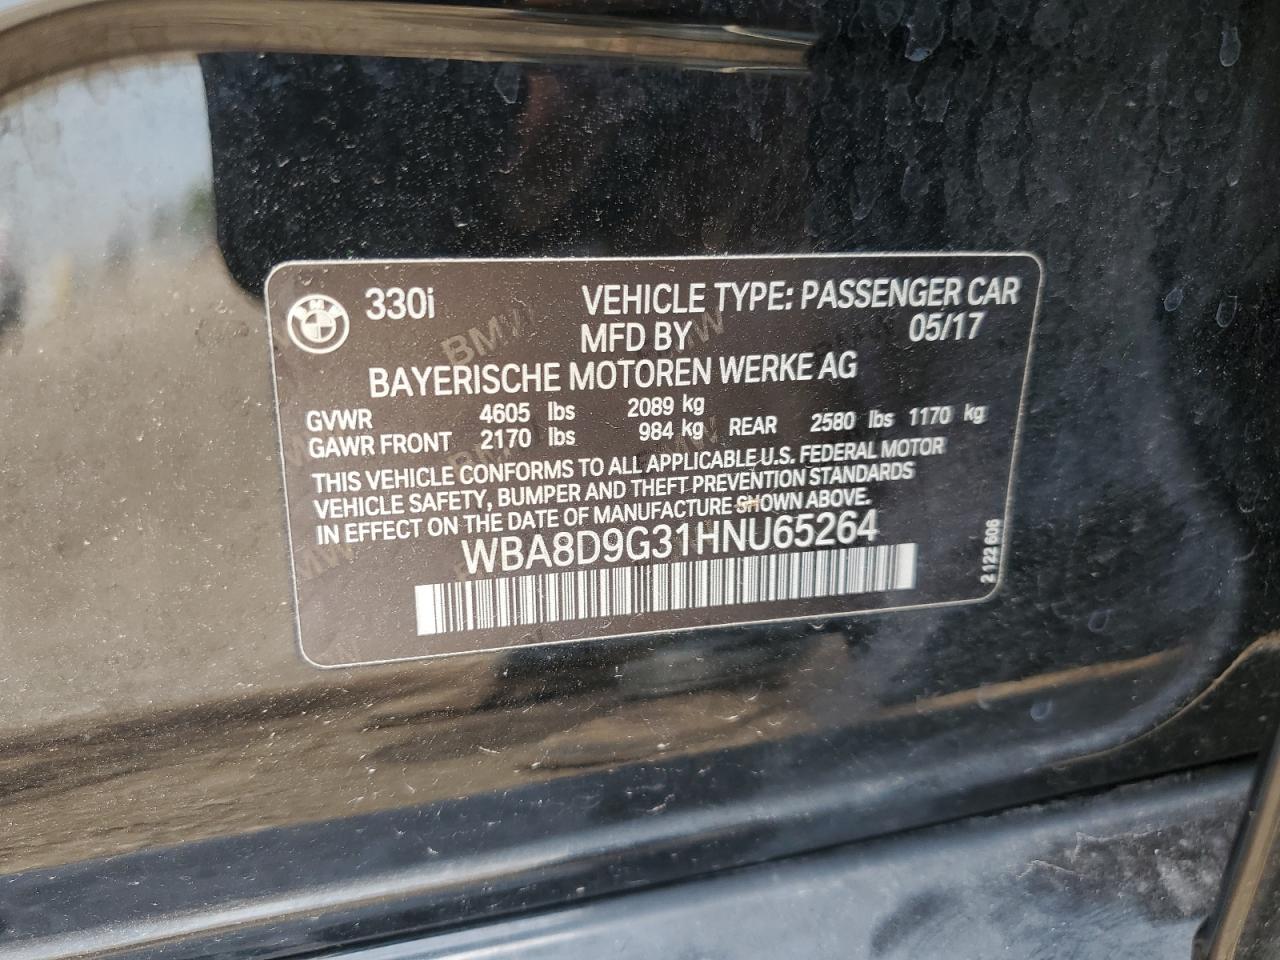 330i VEHICLE TYPE: PASSENGER CAR
MFD BY 05/17
BAYERISCHE MOTOREN WERKE AG
GVWR 4605 lbs 2089 kg
GAWR FRONT 2170 lbs 984 kg REAR 2580 lbs 1170 kg
THIS VEHICLE CONFORMS TO ALL APPLICABLE U.S. FEDERAL MOTOR
VEHICLE SAFETY, BUMPER AND THEFT PREVENTION STANDARDS
IN EFFECT ON THE DATE OF MANUFACTURE SHOWN ABOVE.
WBA8D9G31HNU65264
2 122 606